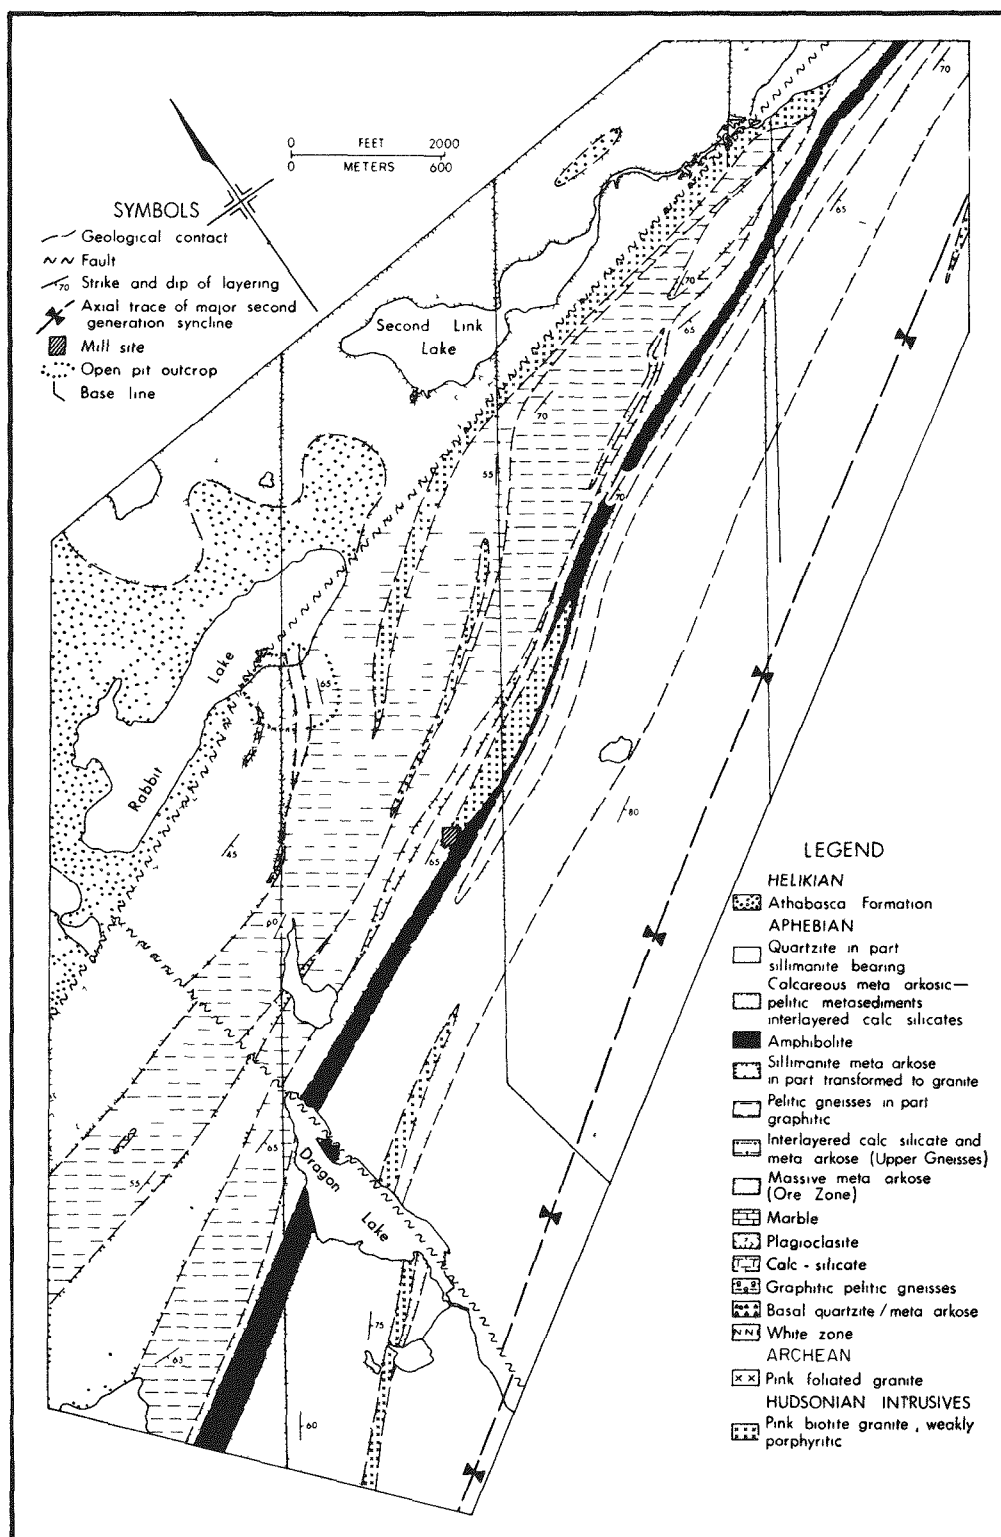 0 FEET 2000
0 METERS 600
SYMBOLS
Geological contact
Fault
70 Strike and dip of layering
Axial trace of major second
generation syncline
Mill site
Open pit outcrop
Base line
Second Link
Lake
Rabbit
Lake
Dragon
Lake
70
65
70
65
70
55
70
65
45
65
80
60
65
55
63
75
60
LEGEND
HELIKIAN
Athabasca Formation
APHEBIAN
Quartzite in part
sillimanite bearing
Calcareous meta arkosic—
pelitic metasediments
interlayered calc silicates
Amphibolite
Sillimanite meta arkose
in part transformed to granite
Pelitic gneisses in part
graphitic
Interlayered calc silicate and
meta arkose (Upper Gneisses)
Massive meta arkose
(Ore Zone)
Marble
Plagioclasite
Calc - silicate
Graphitic pelitic gneisses
Basal quartzite / meta arkose
White zone
ARCHEAN
Pink foliated granite
HUDSONIAN INTRUSIVES
Pink biotite granite, weakly
porphyritic